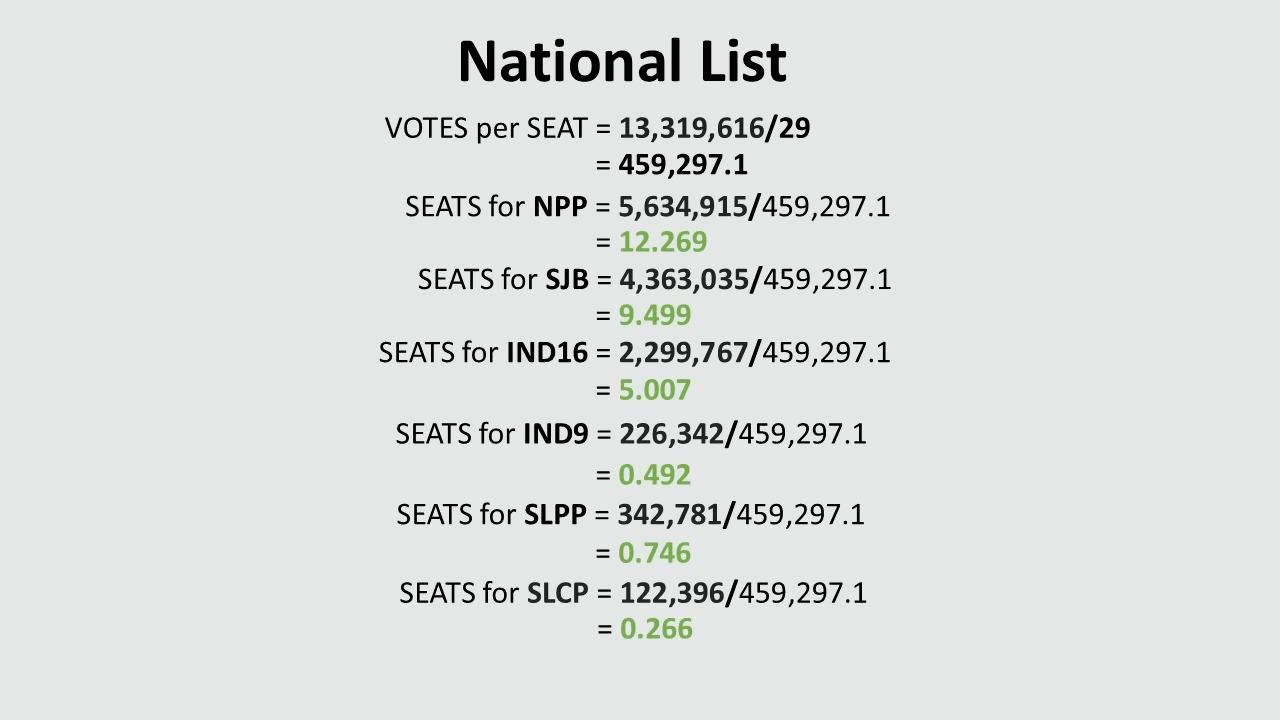 National List
VOTES per SEAT = 13,319,616/29
= 459,297.1
SEATS for NPP = 5,634,915/459,297.1
= 12.269
SEATS for SJB = 4,363,035/459,297.1
= 9.499
SEATS for IND16 = 2,299,767/459,297.1
= 5.007
SEATS for IND9 = 226,342/459,297.1
= 0.492
SEATS for SLPP = 342,781/459,297.1
= 0.746
SEATS for SLCP = 122,396/459,297.1
= 0.266